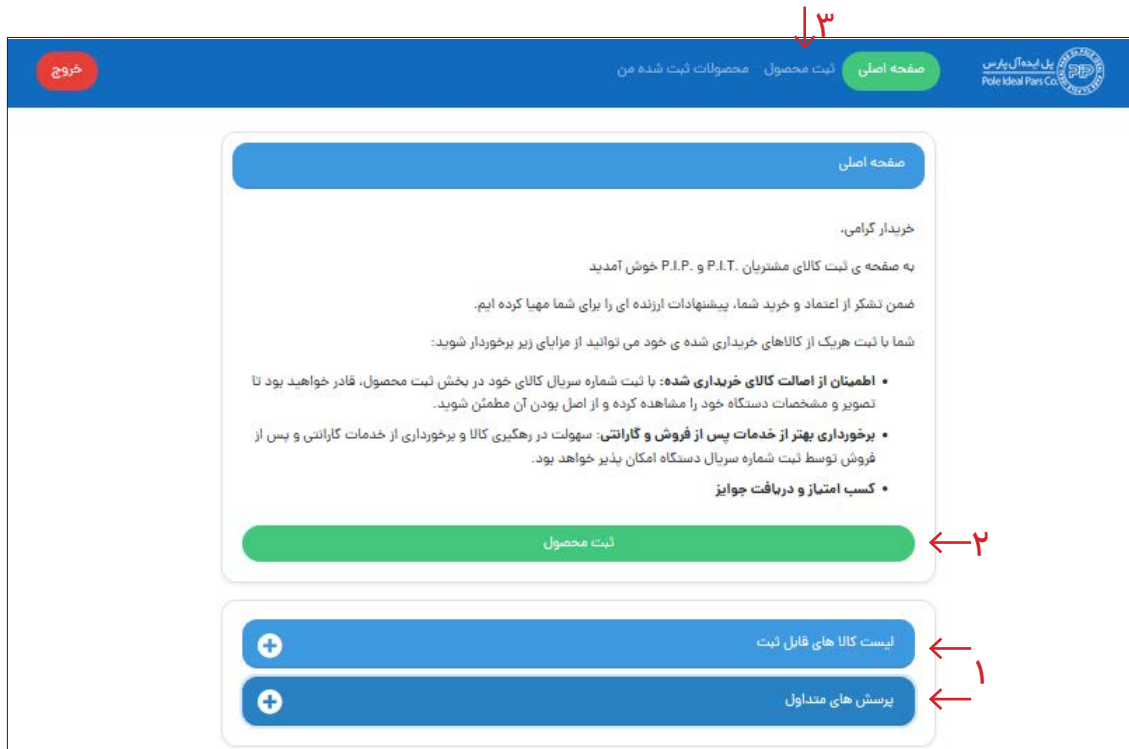 ۳
پل ایده‌آل پارس
Pole Ideal Pars Co.
PIP
صفحه اصلی
ثبت محصول
محصولات ثبت شده من
خروج
صفحه اصلی
خریدار گرامی،
به صفحه ی ثبت کالای مشتریان .P.I.T و .P.I.P خوش آمدید
ضمن تشکر از اعتماد و خرید شما، پیشنهادات ارزنده ای را برای شما مهیا کرده ایم.
شما با ثبت هریک از کالاهای خریداری شده ی خود می توانید از مزایای زیر برخوردار شوید:
• اطمینان از اصالت کالای خریداری شده: با ثبت شماره سریال کالای خود در بخش ثبت محصول، قادر خواهید بود تا
تصویر و مشخصات دستگاه خود را مشاهده کرده و از اصل بودن آن مطمئن شوید.
• برخورداری بهتر از خدمات پس از فروش و گارانتی: سهولت در رهگیری کالا و برخورداری از خدمات گارانتی و پس از
فروش توسط ثبت شماره سریال دستگاه امکان پذیر خواهد بود.
• کسب امتیاز و دریافت جوایز
ثبت محصول
۲
لیست کالا های قابل ثبت
۱
پرسش های متداول